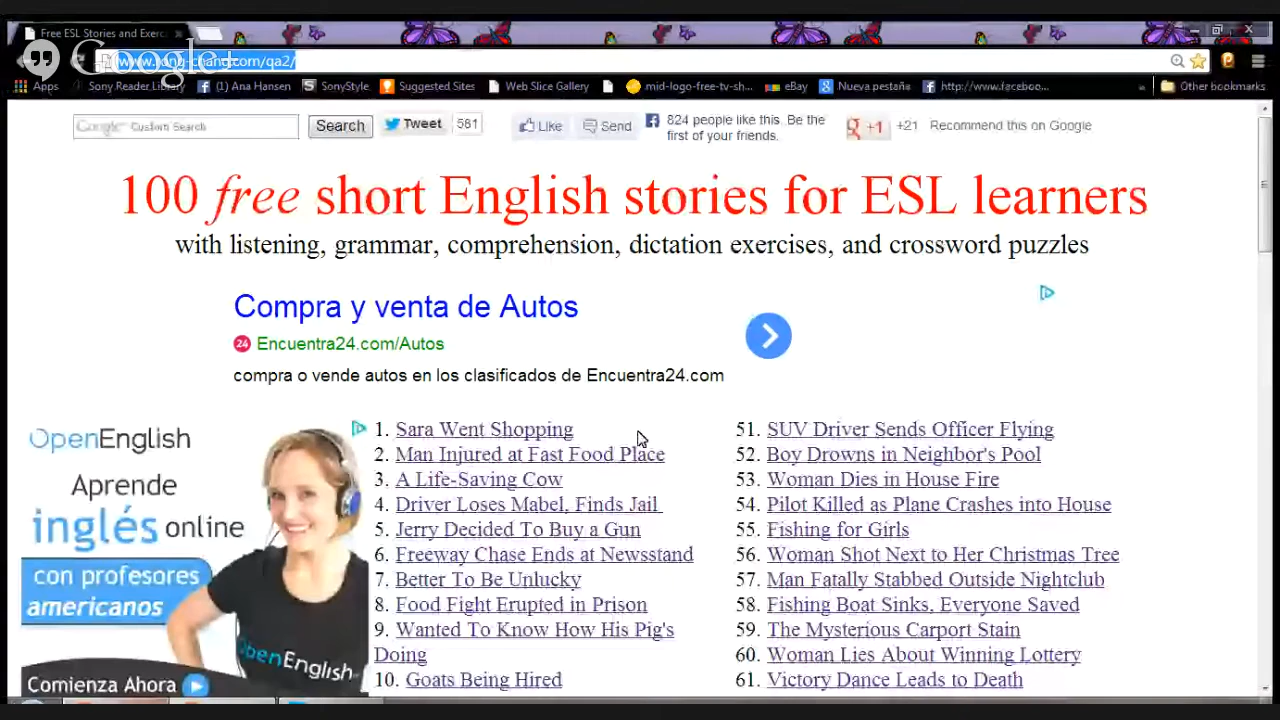 Free ESL Stories and Exerc
Google+
www.rong-chang.com/qa2/
Apps Sony Reader Library (1) Ana Hansen SonyStyle Suggested Sites Web Slice Gallery mid-logo-free-tv-sh... eBay Nueva pestaña http://www.faceboo... » Other bookmarks
Google Custom Search Search Tweet 581 Like Send 824 people like this. Be the
first of your friends.
g +1 +21 Recommend this on Google
100 free short English stories for ESL learners
with listening, grammar, comprehension, dictation exercises, and crossword puzzles
Compra y venta de Autos
24 Encuentra24.com/Autos
compra o vende autos en los clasificados de Encuentra24.com
OpenEnglish
Aprende
inglés online
con profesores
americanos
OpenEnglish
Comienza Ahora
1. Sara Went Shopping
2. Man Injured at Fast Food Place
3. A Life-Saving Cow
4. Driver Loses Mabel, Finds Jail
5. Jerry Decided To Buy a Gun
6. Freeway Chase Ends at Newsstand
7. Better To Be Unlucky
8. Food Fight Erupted in Prison
9. Wanted To Know How His Pig's
Doing
10. Goats Being Hired
51. SUV Driver Sends Officer Flying
52. Boy Drowns in Neighbor's Pool
53. Woman Dies in House Fire
54. Pilot Killed as Plane Crashes into House
55. Fishing for Girls
56. Woman Shot Next to Her Christmas Tree
57. Man Fatally Stabbed Outside Nightclub
58. Fishing Boat Sinks, Everyone Saved
59. The Mysterious Carport Stain
60. Woman Lies About Winning Lottery
61. Victory Dance Leads to Death